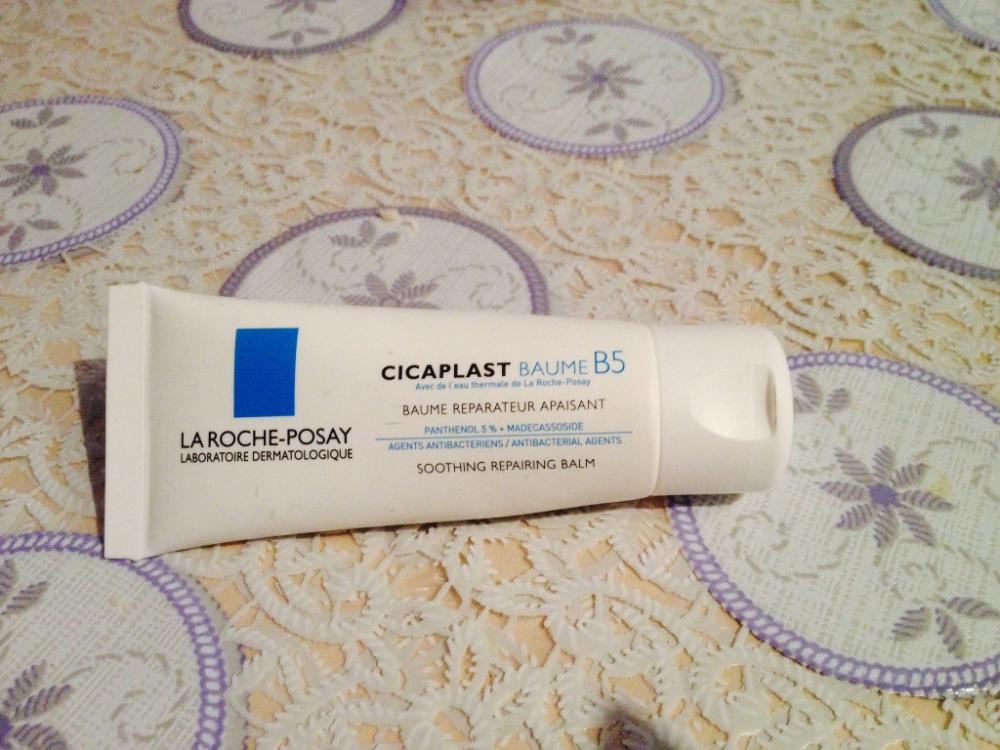 LA ROCHE-POSAY
LABORATOIRE DERMATOLOGIQUE
CICAPLAST BAUME B5
Avec de l'eau thermale de La Roche-Posay
BAUME REPARATEUR APAISANT
PANTHENOL 5 % + MADECASSOSIDE
AGENTS ANTIBACTERIENS / ANTIBACTERIAL AGENTS
SOOTHING REPAIRING BALM